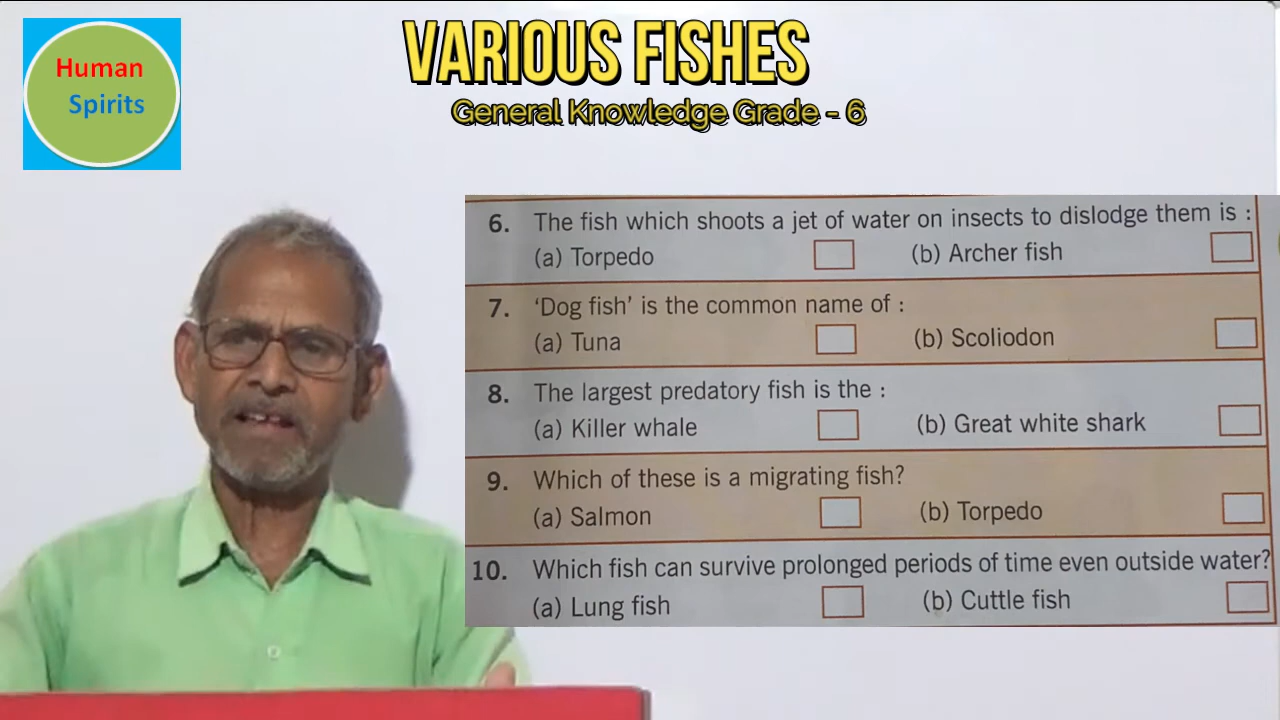 Human
Spirits
VARIOUS FISHES
General Knowledge Grade - 6
6. The fish which shoots a jet of water on insects to dislodge them is :
(a) Torpedo (b) Archer fish
7. ‘Dog fish’ is the common name of :
(a) Tuna (b) Scoliodon
8. The largest predatory fish is the :
(a) Killer whale (b) Great white shark
9. Which of these is a migrating fish?
(a) Salmon (b) Torpedo
10. Which fish can survive prolonged periods of time even outside water?
(a) Lung fish (b) Cuttle fish